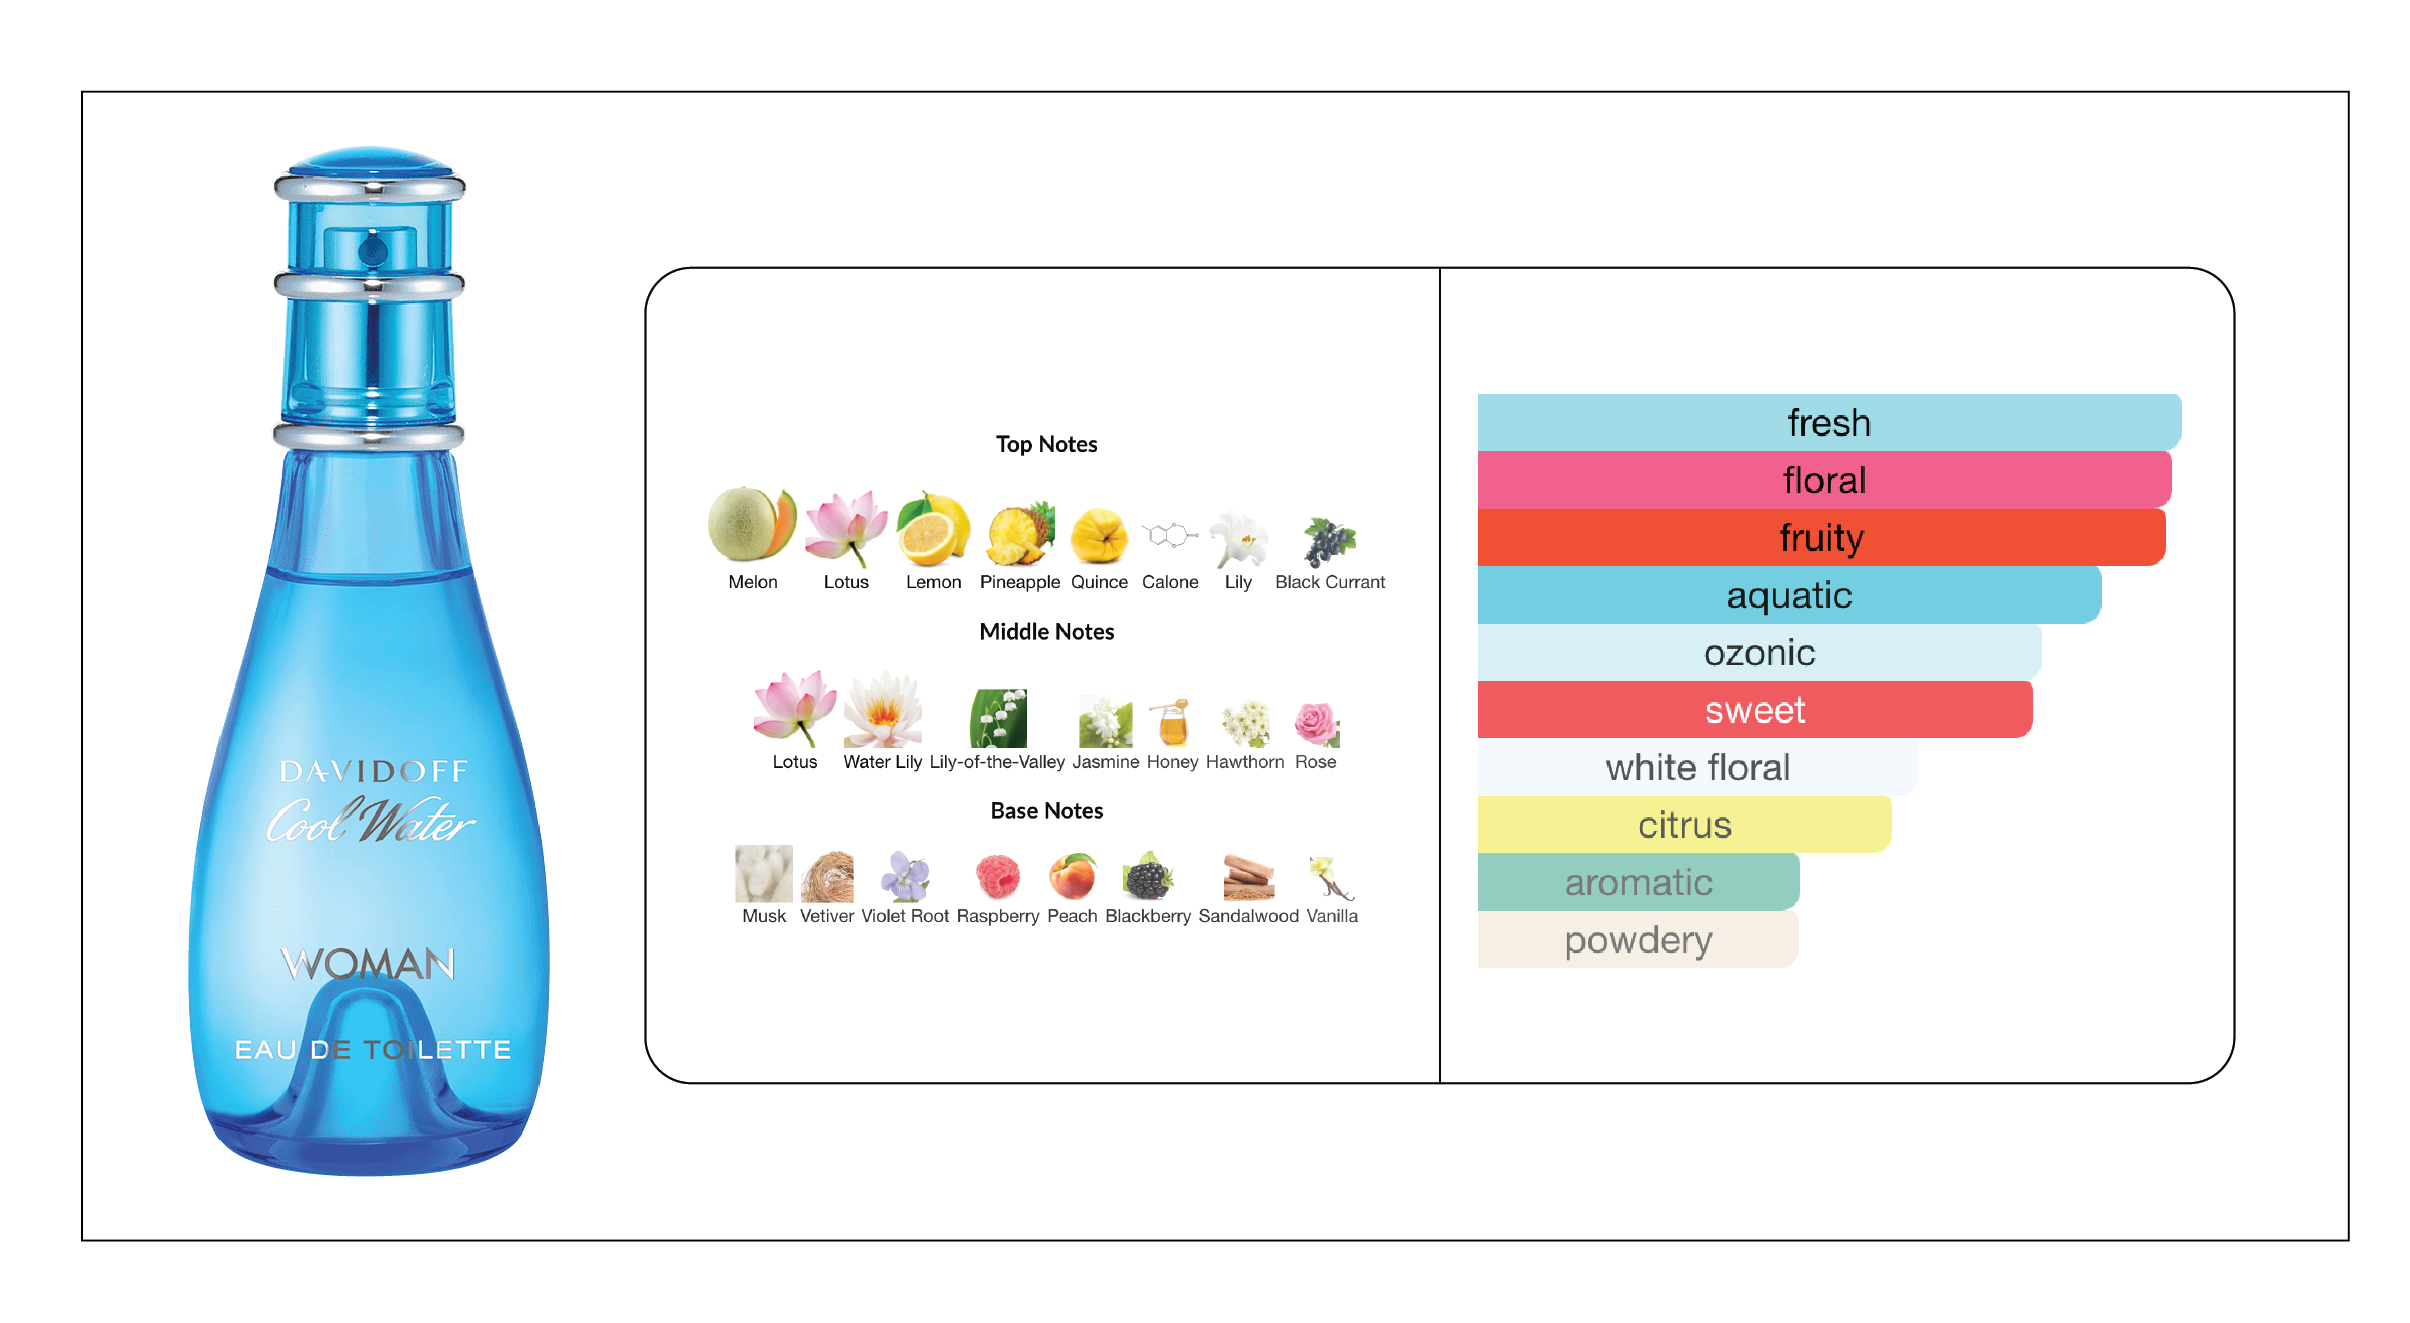 DAVIDOFF
Cool Water
WOMAN
EAU DE TOILETTE
Top Notes
Melon Lotus Lemon Pineapple Quince Calone Lily Black Currant
Middle Notes
Lotus Water Lily Lily-of-the-Valley Jasmine Honey Hawthorn Rose
Base Notes
Musk Vetiver Violet Root Raspberry Peach Blackberry Sandalwood Vanilla
fresh
floral
fruity
aquatic
ozonic
sweet
white floral
citrus
aromatic
powdery